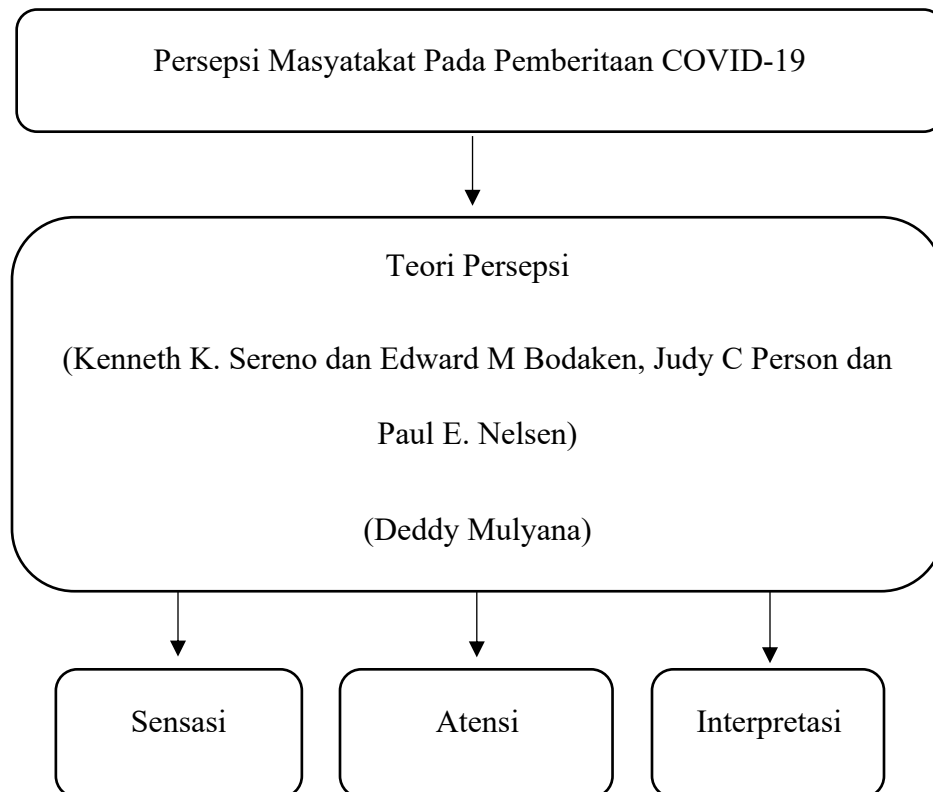 Persepsi Masyatakat Pada Pemberitaan COVID-19
Teori Persepsi
(Kenneth K. Sereno dan Edward M Bodaken, Judy C Person dan
Paul E. Nelsen)
(Deddy Mulyana)
Sensasi
Atensi
Interpretasi